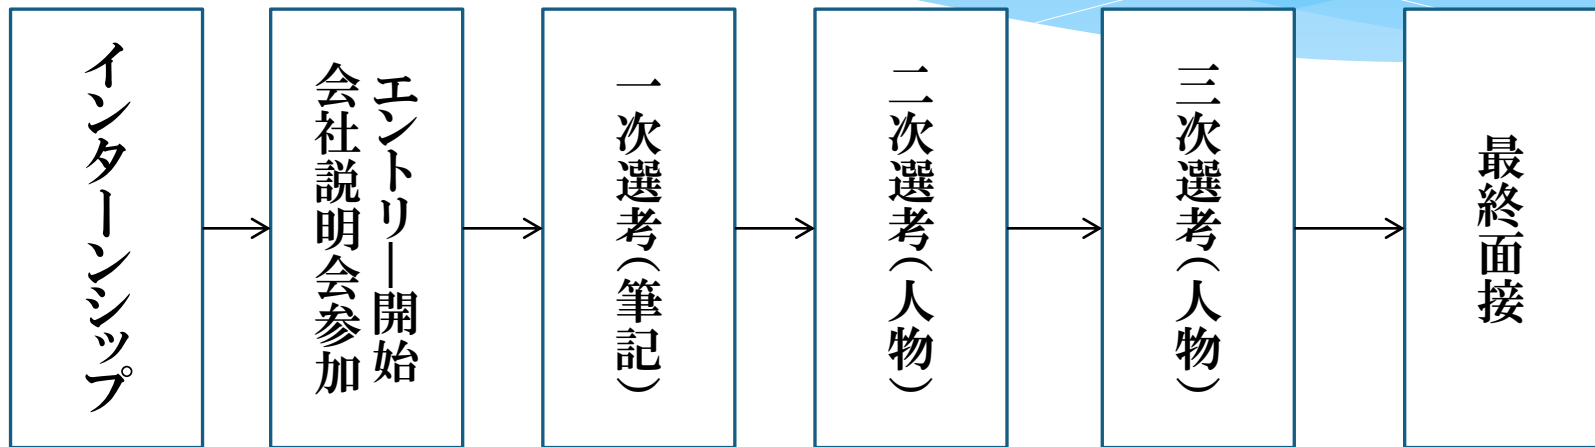 インターンシップ
エントリー開始
会社説明会参加
一次選考（筆記）
二次選考（人物）
三次選考（人物）
最終面接